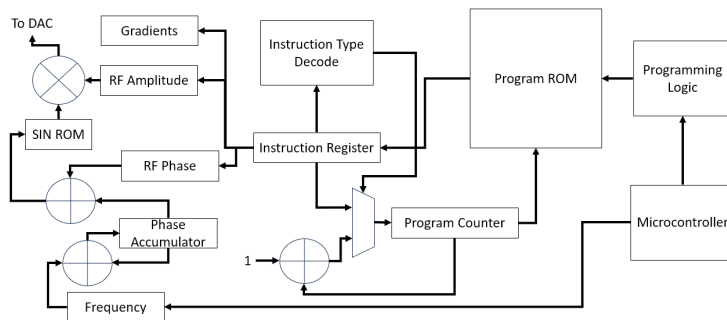 To DAC
Gradients
Instruction Type
Decode
Program ROM
Programming
Logic
RF Amplitude
SIN ROM
Instruction Register
RF Phase
Phase
Accumulator
Program Counter
Microcontroller
1
Frequency